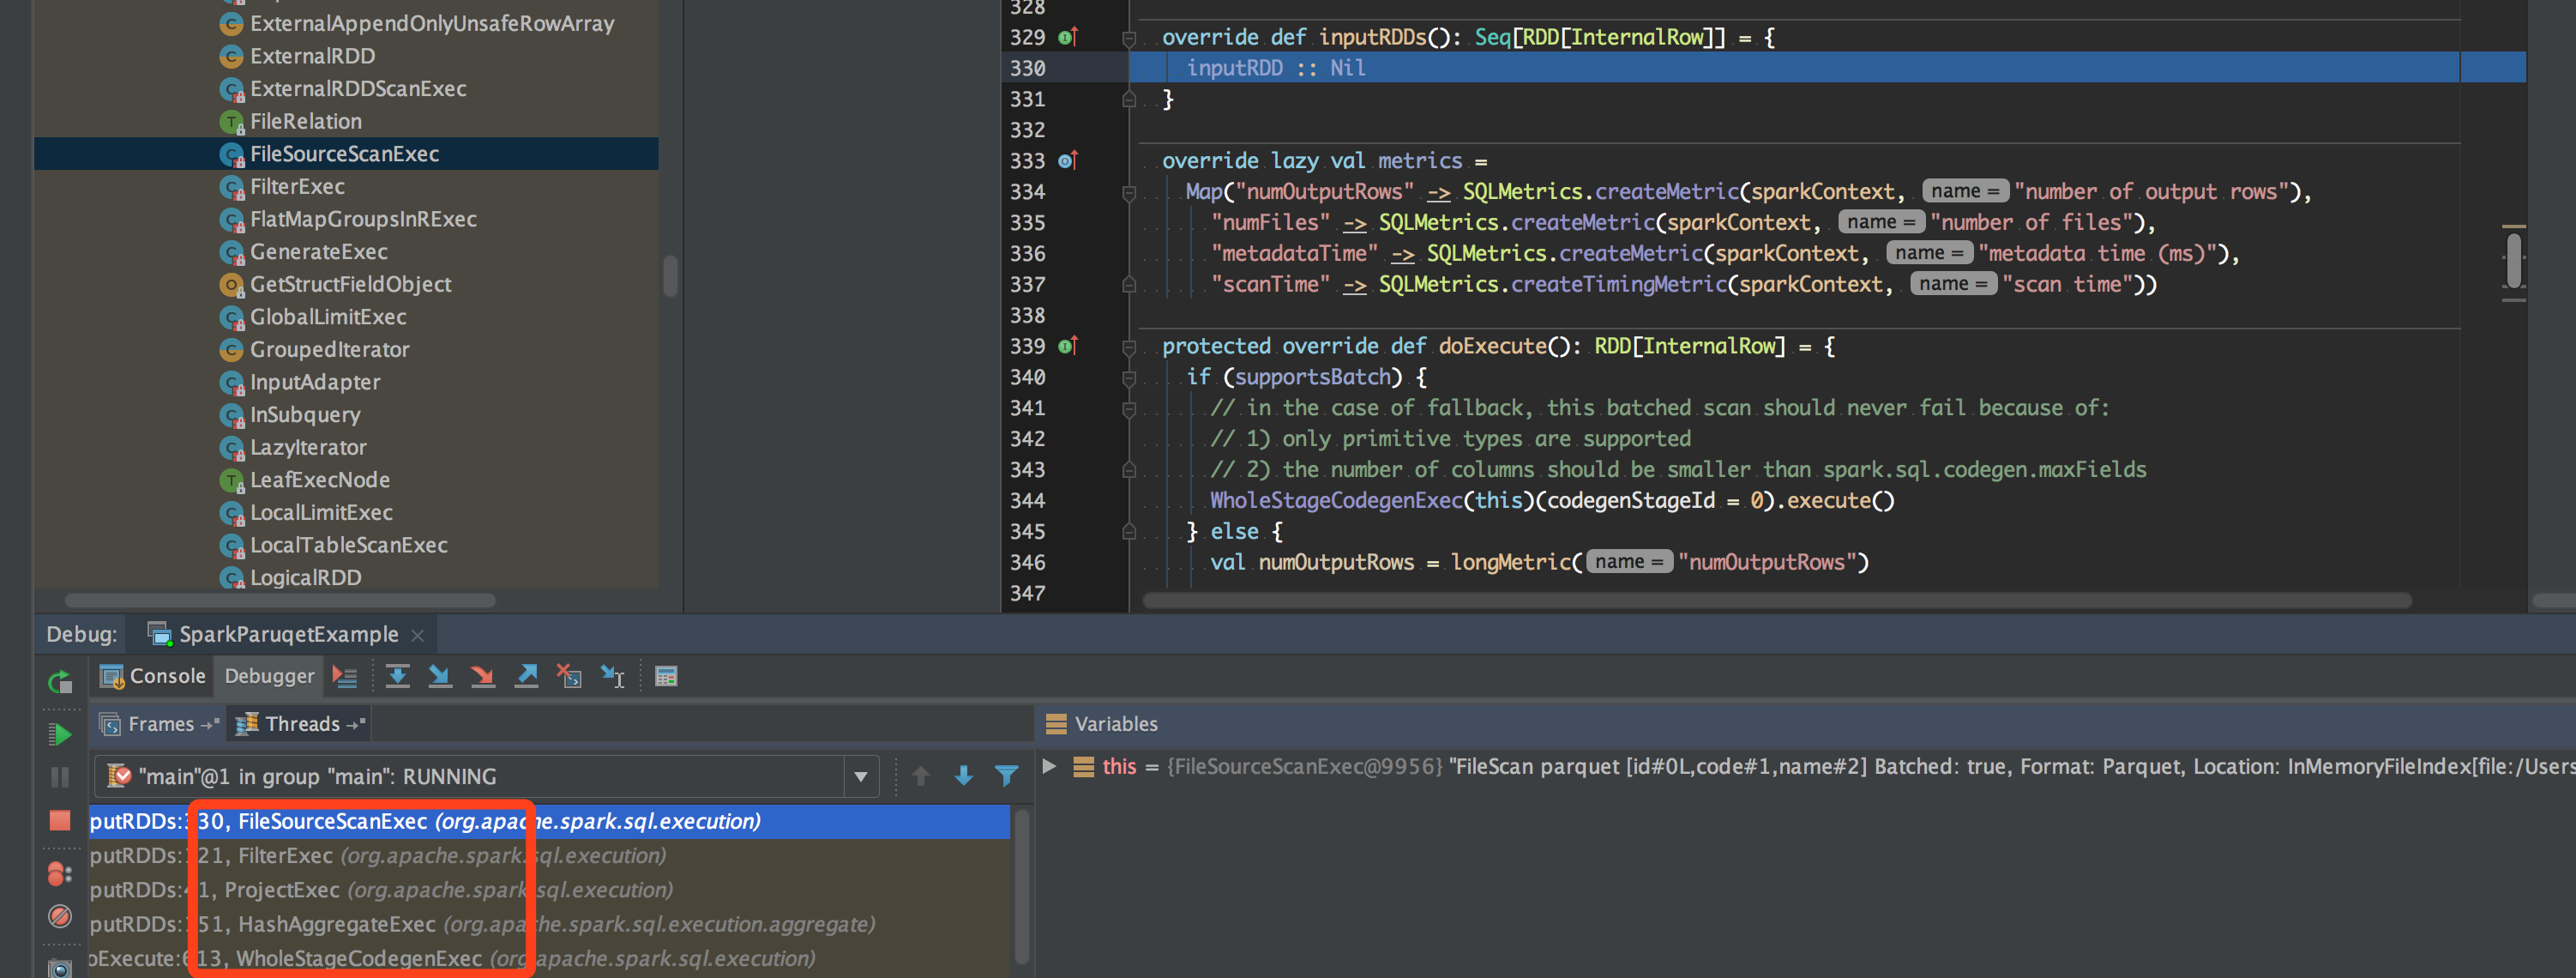 ExternalAppendOnlyUnsafeRowArray
ExternalRDD
ExternalRDDScanExec
FileRelation
FileSourceScanExec
FilterExec
FlatMapGroupsInRExec
GenerateExec
GetStructFieldObject
GlobalLimitExec
GroupedIterator
InputAdapter
InSubquery
LazyIterator
LeafExecNode
LocalLimitExec
LocalTableScanExec
LogicalRDD
328
329 override def inputRDDs(): Seq[RDD[InternalRow]] = {
330 inputRDD :: Nil
331 }
332
333 override lazy val metrics =
334 Map("numOutputRows" -> SQLMetrics.createMetric(sparkContext, name = "number of output rows"),
335 "numFiles" -> SQLMetrics.createMetric(sparkContext, name = "number of files"),
336 "metadataTime" -> SQLMetrics.createMetric(sparkContext, name = "metadata time (ms)"),
337 "scanTime" -> SQLMetrics.createTimingMetric(sparkContext, name = "scan time"))
338
339 protected override def doExecute(): RDD[InternalRow] = {
340 if (supportsBatch) {
341 // in the case of fallback, this batched scan should never fail because of:
342 // 1) only primitive types are supported
343 // 2) the number of columns should be smaller than spark.sql.codegen.maxFields
344 WholeStageCodegenExec(this)(codegenStageId = 0).execute()
345 } else {
346 val numOutputRows = longMetric(name = "numOutputRows")
347
Debug: SparkParuqetExample
Console Debugger
Frames Threads
Variables
"main"@1 in group "main": RUNNING
this = {FileSourceScanExec@9956} "FileScan parquet [id#0L,code#1,name#2] Batched: true, Format: Parquet, Location: InMemoryFileIndex[file:/Users
putRDDs:330, FileSourceScanExec (org.apache.spark.sql.execution)
putRDDs:121, FilterExec (org.apache.spark.sql.execution)
putRDDs:41, ProjectExec (org.apache.spark.sql.execution)
putRDDs:151, HashAggregateExec (org.apache.spark.sql.execution.aggregate)
oExecute:613, WholeStageCodegenExec (org.apache.spark.sql.execution)